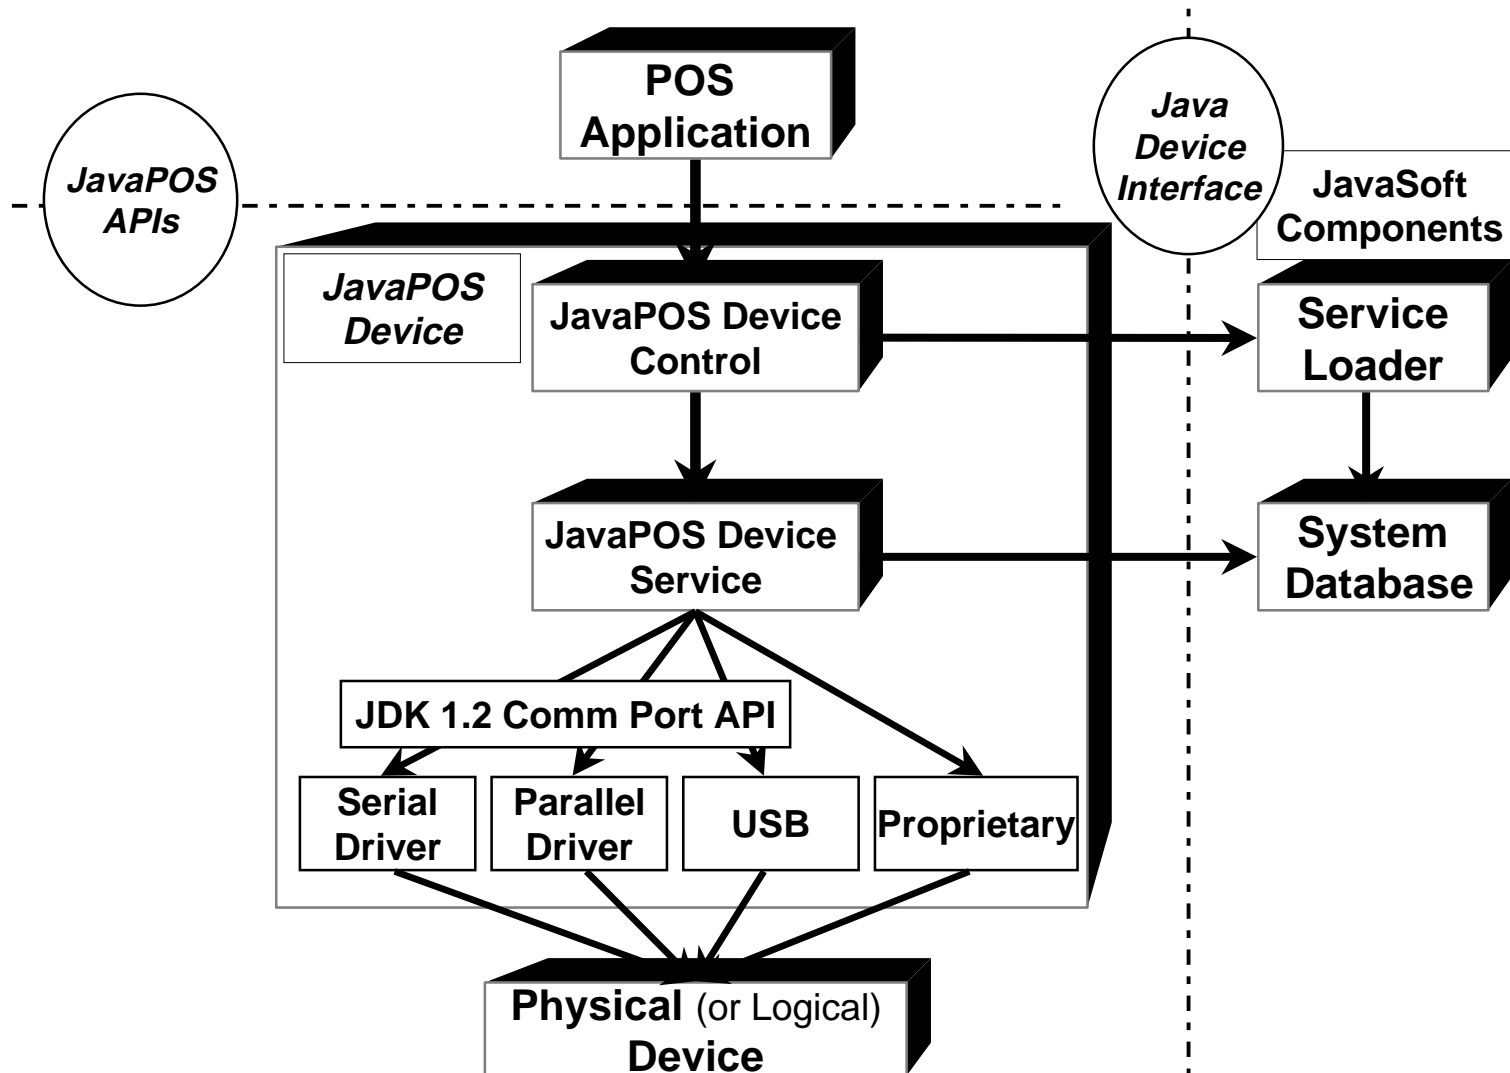 POS
Application
JavaPOS
APIs
Java
Device
Interface
JavaSoft
Components
JavaPOS
Device
JavaPOS Device
Control
Service
Loader
JavaPOS Device
Service
System
Database
JDK 1.2 Comm Port API
Serial
Driver
Parallel
Driver
USB
Proprietary
Physical (or Logical)
Device